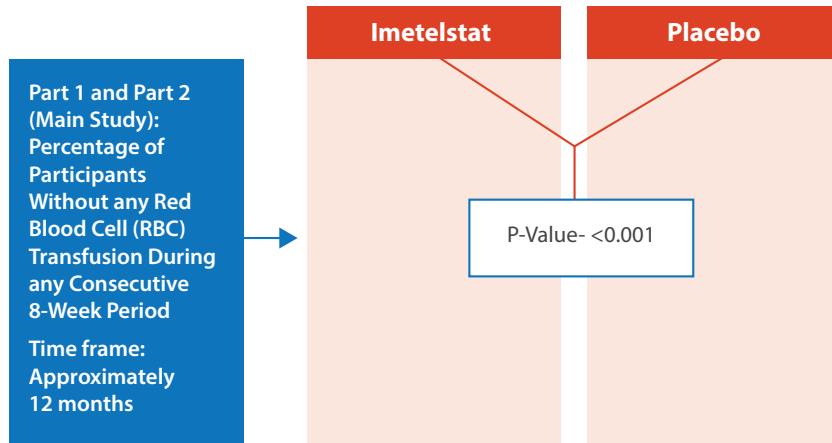 Imetelstat
Placebo
Part 1 and Part 2
(Main Study):
Percentage of
Participants
Without any Red
Blood Cell (RBC)
Transfusion During
any Consecutive
8-Week Period
Time frame:
Approximately
12 months
P-Value- <0.001